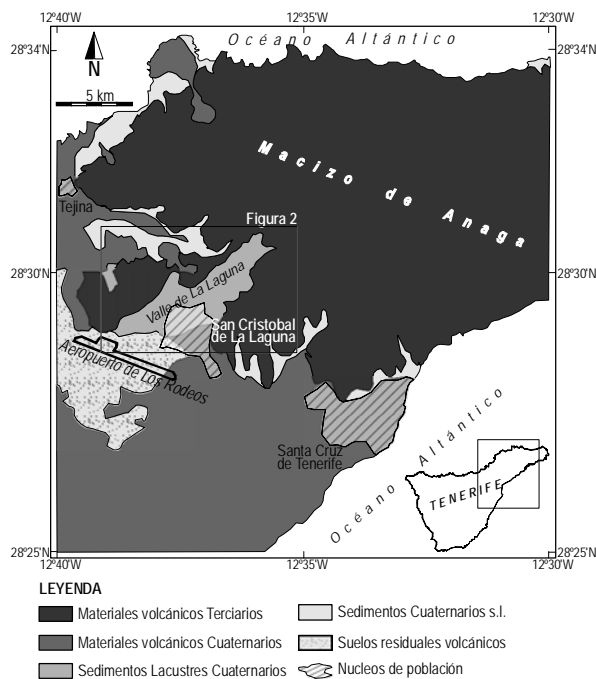 12°40'W
12°35'W
12°30'W
28°34'N
Océano Altántico
28°34'N
N
5 km
Macizo de Anaga
Tejina
Figura 2
28°30'N
28°30'N
Valle de La Laguna
San Cristobal
de La Laguna
Aeropuerto de Los Rodeos
Océano Altántico
Santa Cruz
de Tenerife
TENERIFE
28°25'N
28°25'N
12°40'W
12°35'W
12°30'W
LEYENDA
Materiales volcánicos Terciarios
Sedimentos Cuaternarios s.l.
Materiales volcánicos Cuaternarios
Suelos residuales volcánicos
Sedimentos Lacustres Cuaternarios
Nucleos de población